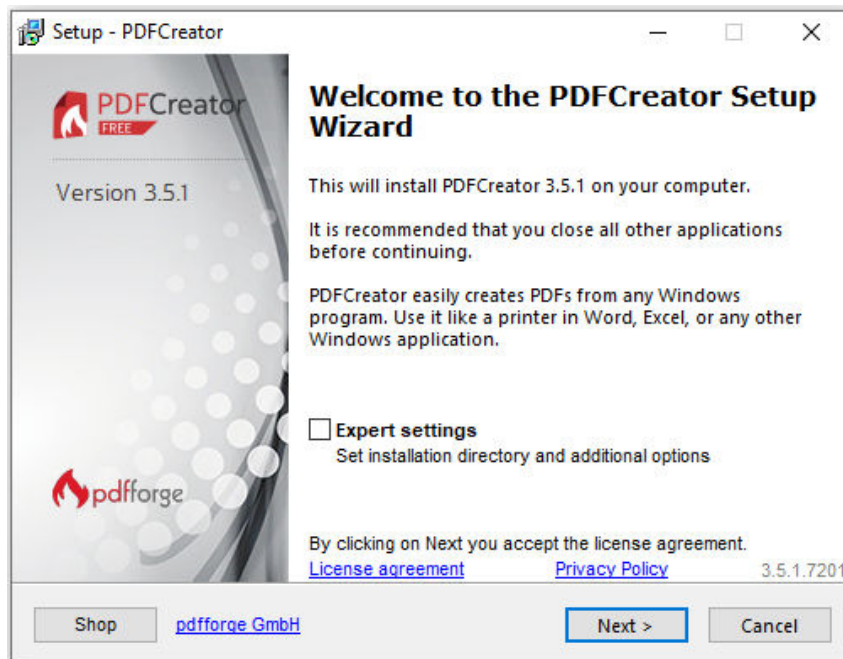 Setup - PDFCreator
PDFCreator
FREE
Version 3.5.1
pdfforge
Welcome to the PDFCreator Setup
Wizard
This will install PDFCreator 3.5.1 on your computer.
It is recommended that you close all other applications
before continuing.
PDFCreator easily creates PDFs from any Windows
program. Use it like a printer in Word, Excel, or any other
Windows application.
Expert settings
Set installation directory and additional options
By clicking on Next you accept the license agreement.
License agreement Privacy Policy 3.5.1.7201
Shop pdfforge GmbH Next > Cancel